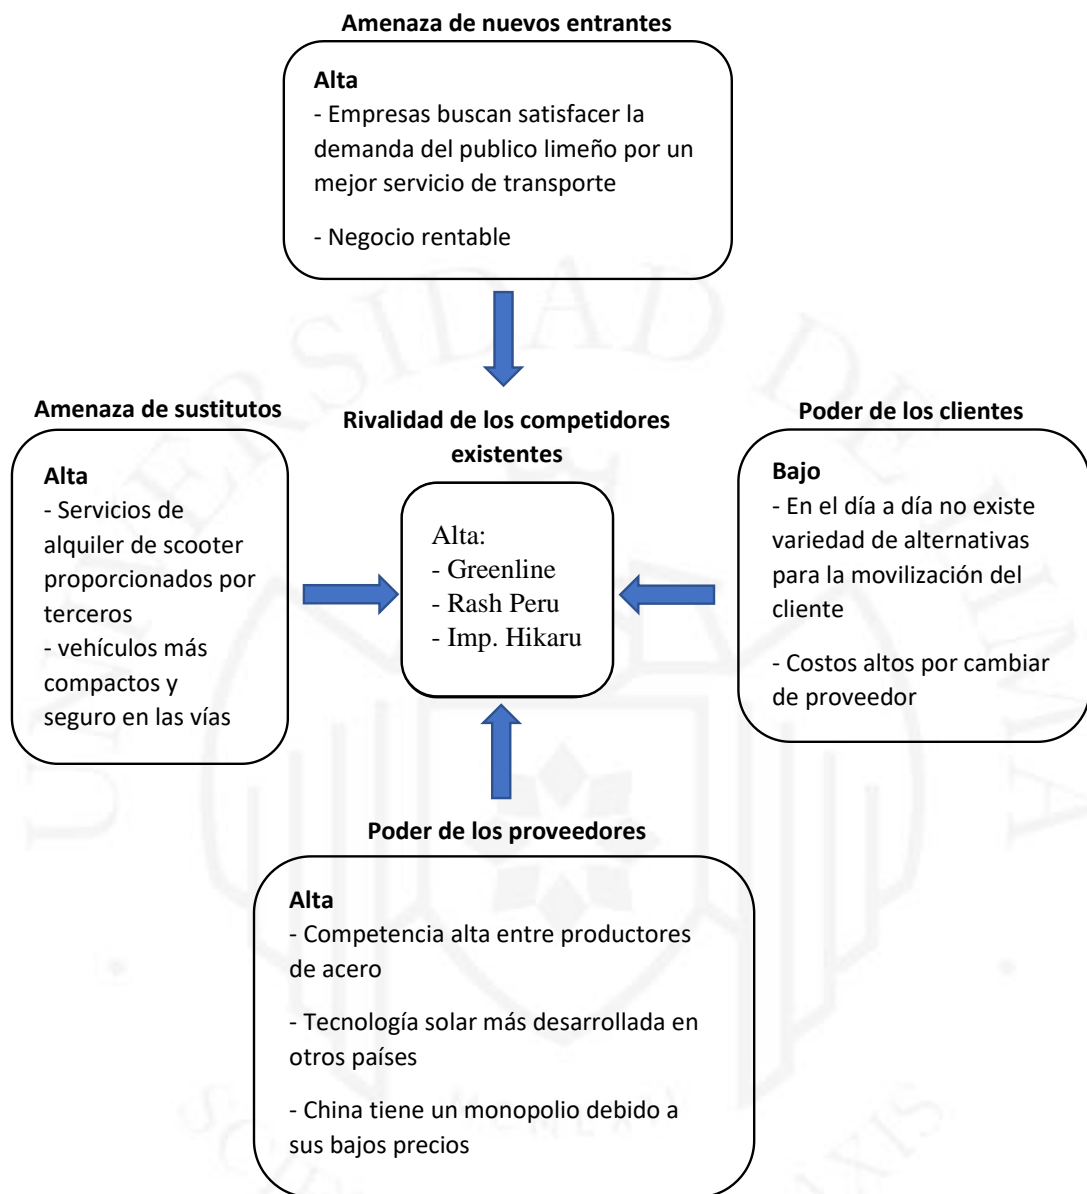 Amenaza de nuevos entrantes
Alta
- Empresas buscan satisfacer la
demanda del publico limeño por un
mejor servicio de transporte
- Negocio rentable
Amenaza de sustitutos
Alta
- Servicios de
alquiler de scooter
proporcionados por
terceros
- vehículos más
compactos y
seguro en las vías
Rivalidad de los competidores
existentes
Alta:
- Greenline
- Rash Peru
- Imp. Hikaru
Poder de los clientes
Bajo
- En el día a día no existe
variedad de alternativas
para la movilización del
cliente
- Costos altos por cambiar
de proveedor
Poder de los proveedores
Alta
- Competencia alta entre productores
de acero
- Tecnología solar más desarrollada en
otros países
- China tiene un monopolio debido a
sus bajos precios
UNIVERSIDAD DE LIMA